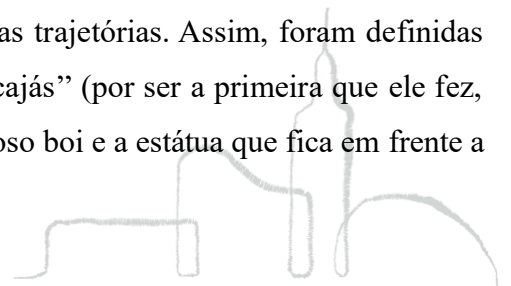 as trajetórias. Assim, foram definidas
cajás” (por ser a primeira que ele fez,
oso boi e a estátua que fica em frente a